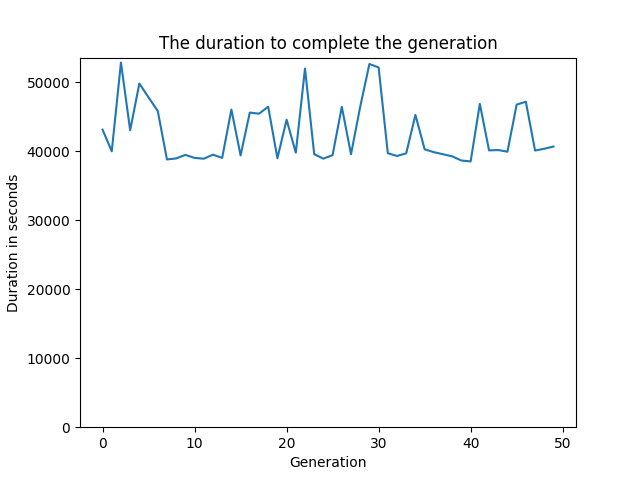 The duration to complete the generation
Duration in seconds
50000
40000
30000
20000
10000
0
0 10 20 30 40 50
Generation